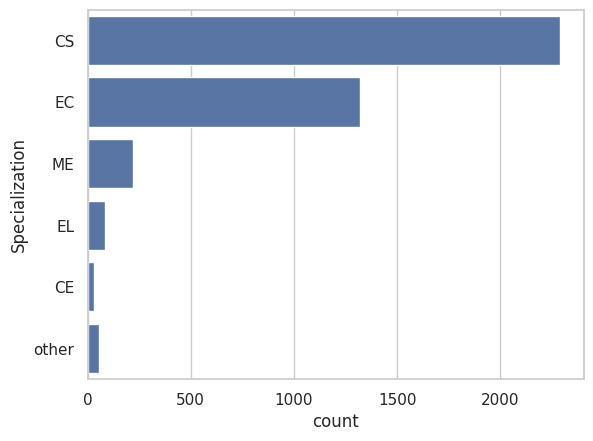 CS
EC
ME
EL
CE
other
Specialization
0 500 1000 1500 2000
count